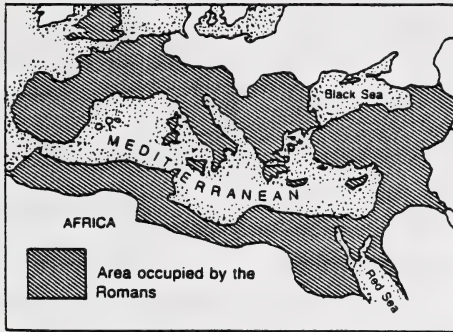 Black Sea
MEDITERRANEAN
AFRICA
Red Sea
Area occupied by the
Romans